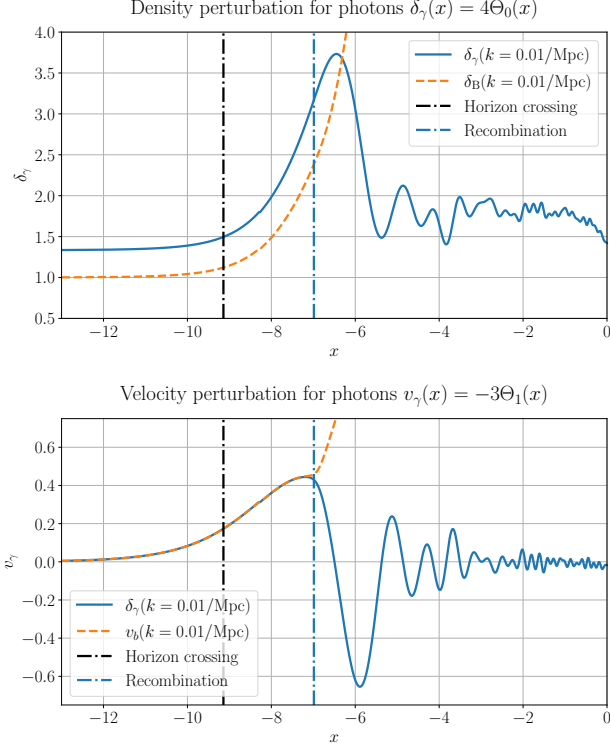 Density perturbation for photons δγ(x) = 4Θ0(x)
4.0
3.5
3.0
2.5
2.0
1.5
1.0
0.5
δγ
δγ(k = 0.01/Mpc)
δB(k = 0.01/Mpc)
Horizon crossing
Recombination
−12 −10 −8 −6 −4 −2 0
x
Velocity perturbation for photons vγ(x) = −3Θ1(x)
0.6
0.4
0.2
0.0
−0.2
−0.4
−0.6
vγ
δγ(k = 0.01/Mpc)
vb(k = 0.01/Mpc)
Horizon crossing
Recombination
−12 −10 −8 −6 −4 −2 0
x